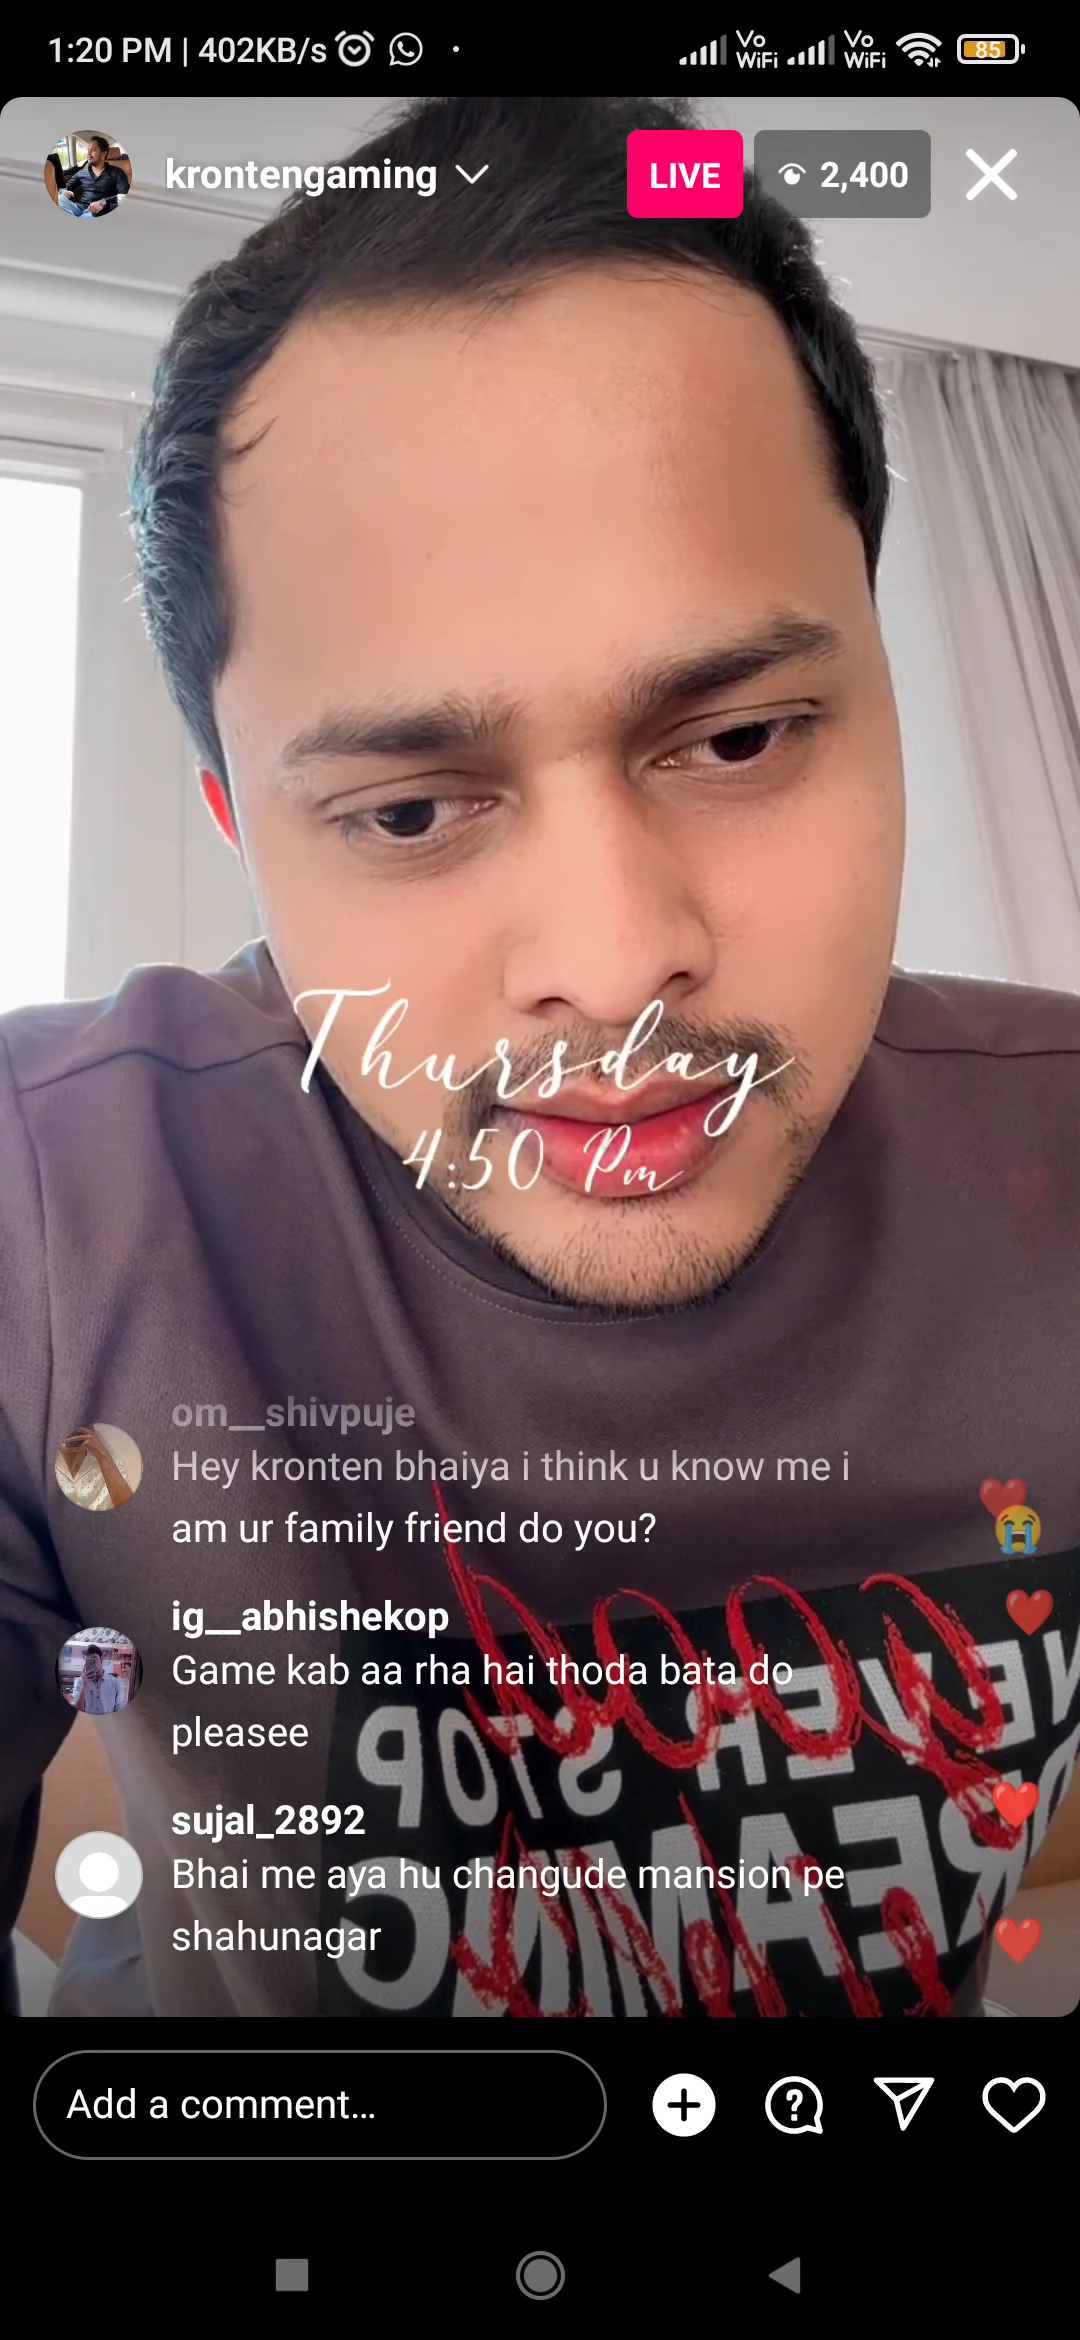 1:20 PM | 402KB/s
Vo
WiFi
Vo
WiFi
85
krontengaming
LIVE
2,400
Thursday
4:50 Pm
om__shivpuje
Hey kronten bhaiya i think u know me i
am ur family friend do you?
ig__abhishekop
Game kab aa rha hai thoda bata do
pleasee
sujal_2892
Bhai me aya hu changude mansion pe
shahunagar
NEVER STOP
Add a comment...